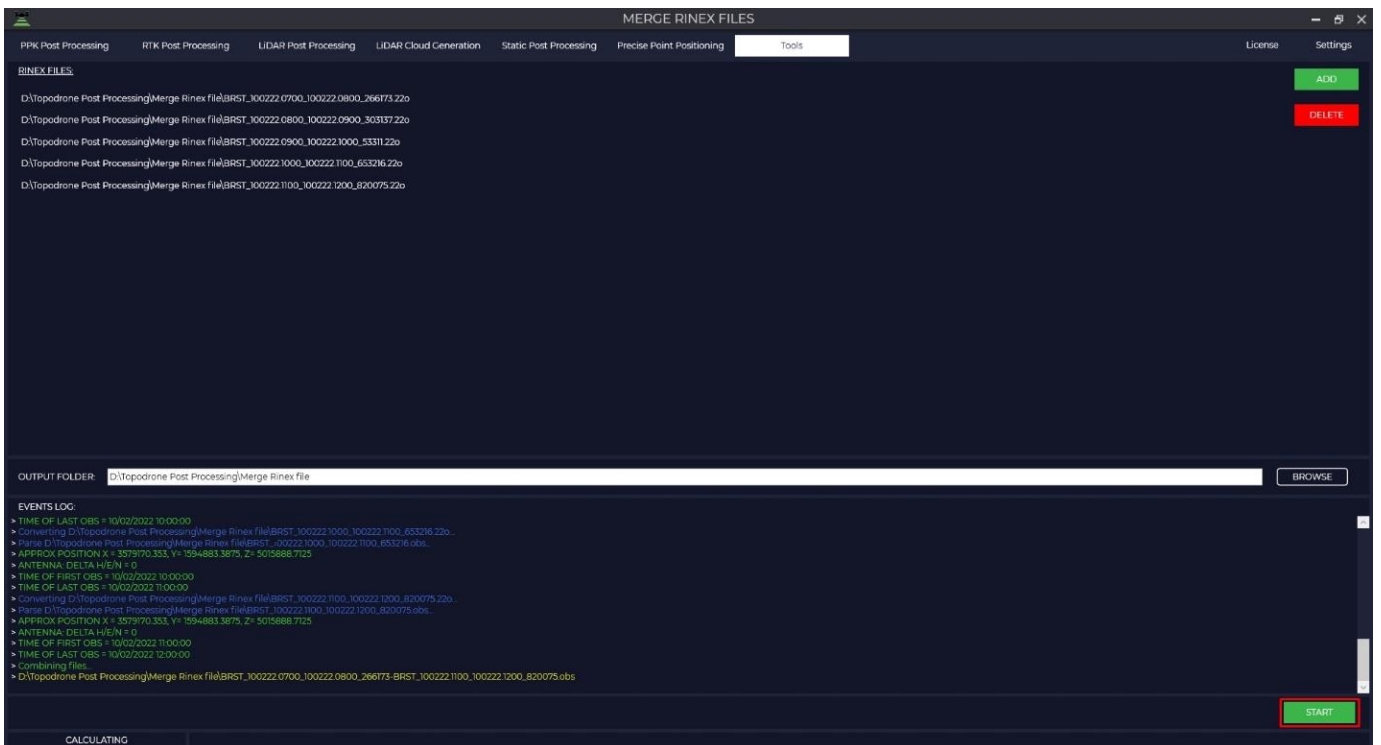 MERGE RINEX FILES
PPK Post Processing RTK Post Processing LiDAR Post Processing LiDAR Cloud Generation Static Post Processing Precise Point Positioning Tools License Settings
RINEX FILES:
ADD
D:\Topodrone Post Processing\Merge Rinex file\BRST_100222.0700_100222.0800_266173.22o
DELETE
D:\Topodrone Post Processing\Merge Rinex file\BRST_100222.0800_100222.0900_303137.22o
D:\Topodrone Post Processing\Merge Rinex file\BRST_100222.0900_100222.1000_53311.22o
D:\Topodrone Post Processing\Merge Rinex file\BRST_100222.1000_100222.1100_653216.22o
D:\Topodrone Post Processing\Merge Rinex file\BRST_100222.1100_100222.1200_820075.22o
OUTPUT FOLDER: D:\Topodrone Post Processing\Merge Rinex file BROWSE
EVENTS LOG:
> TIME OF LAST OBS = 10/02/2022 10:00:00
> Converting D:\Topodrone Post Processing\Merge Rinex file\BRST_100222.1000_100222.1100_653216.22o...
> Parse D:\Topodrone Post Processing\Merge Rinex file\BRST_100222.1000_100222.1100_653216.obs...
> APPROX POSITION X = 3579170.353, Y= 1594883.3875, Z= 5015888.7125
> ANTENNA: DELTA H/E/N = 0
> TIME OF FIRST OBS = 10/02/2022 10:00:00
> TIME OF LAST OBS = 10/02/2022 11:00:00
> Converting D:\Topodrone Post Processing\Merge Rinex file\BRST_100222.1100_100222.1200_820075.22o...
> Parse D:\Topodrone Post Processing\Merge Rinex file\BRST_100222.1100_100222.1200_820075.obs...
> APPROX POSITION X = 3579170.353, Y= 1594883.3875, Z= 5015888.7125
> ANTENNA: DELTA H/E/N = 0
> TIME OF FIRST OBS = 10/02/2022 11:00:00
> TIME OF LAST OBS = 10/02/2022 12:00:00
> Combining files...
> D:\Topodrone Post Processing\Merge Rinex file\BRST_100222.0700_100222.0800_266173-BRST_100222.1100_100222.1200_820075.obs
START
CALCULATING